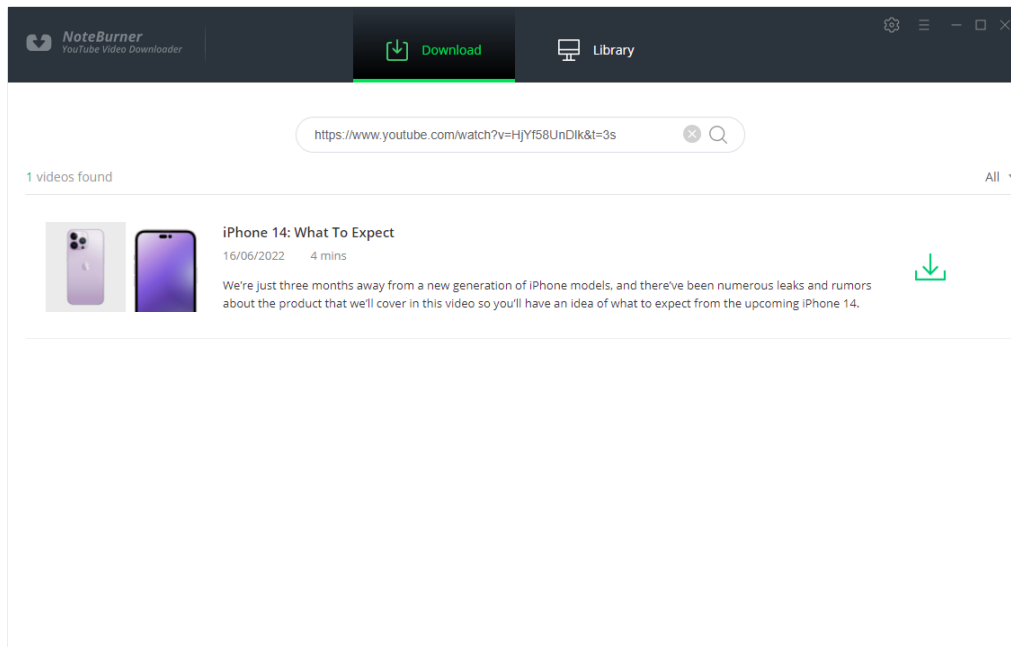 NoteBurner
YouTube Video Downloader
Download
Library
https://www.youtube.com/watch?v=HjYf58UnDlk&t=3s
1 videos found
All
iPhone 14: What To Expect
16/06/2022 4 mins
We're just three months away from a new generation of iPhone models, and there've been numerous leaks and rumors
about the product that we'll cover in this video so you'll have an idea of what to expect from the upcoming iPhone 14.